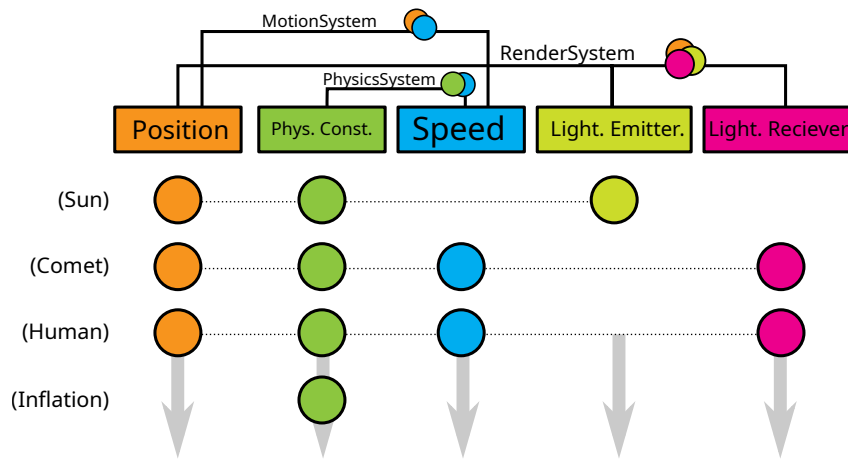 MotionSystem
RenderSystem
PhysicsSystem
Position
Phys. Const.
Speed
Light. Emitter.
Light. Reciever
(Sun)
(Comet)
(Human)
(Inflation)